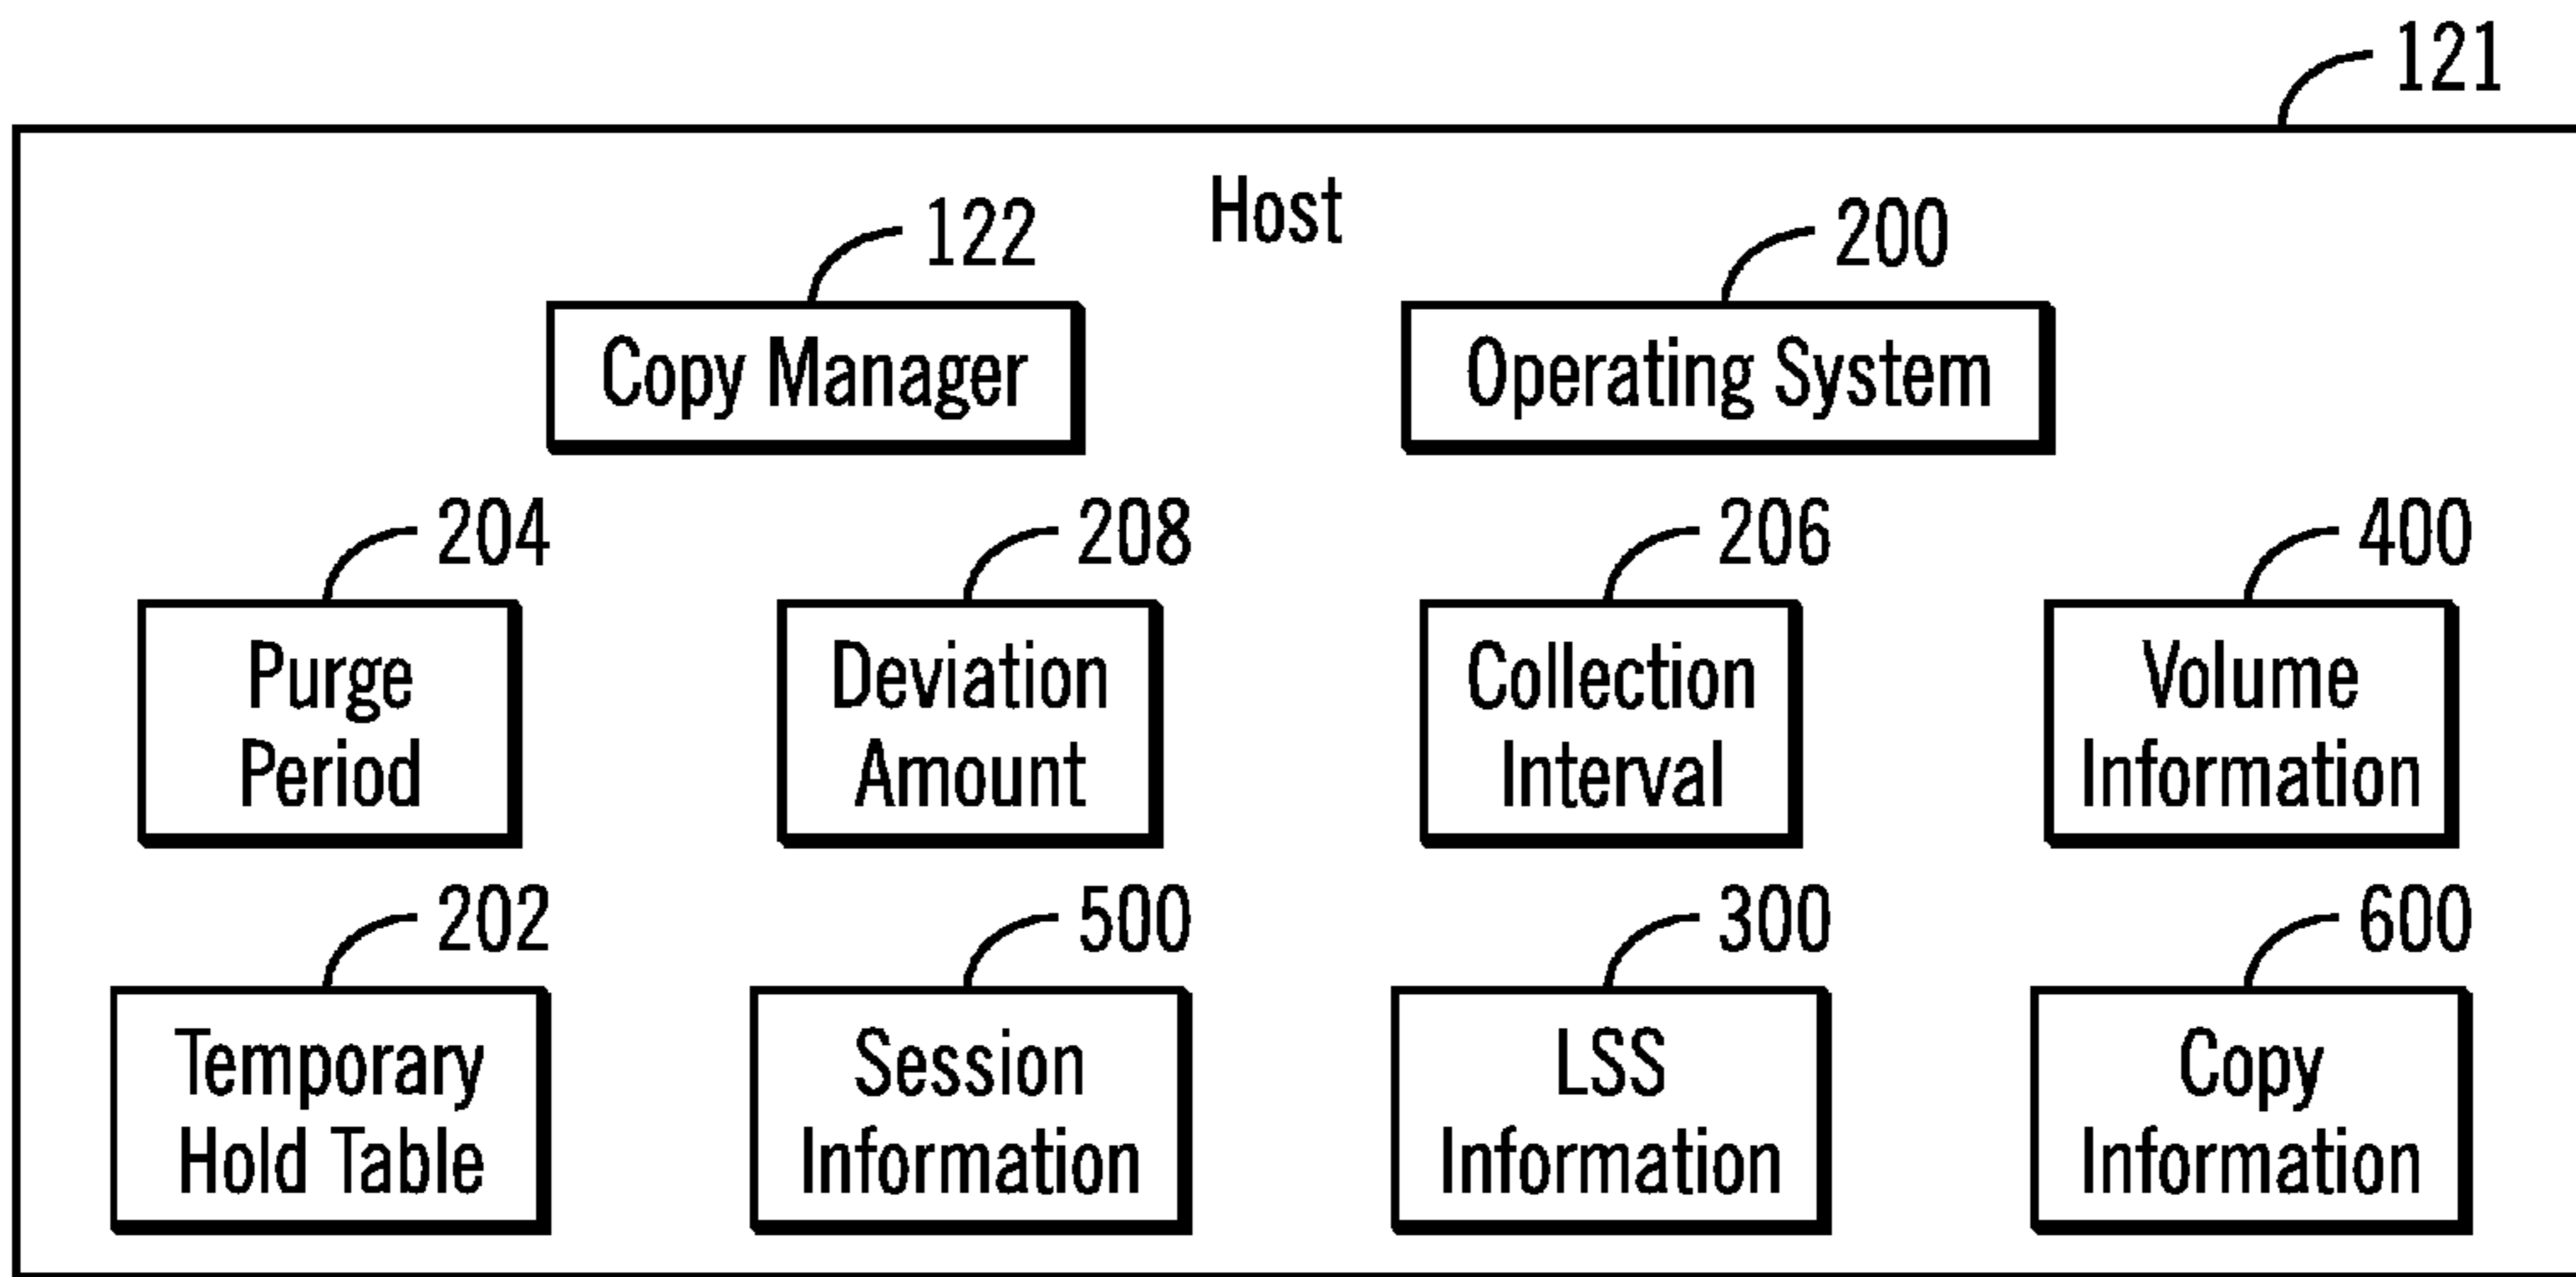 121
Host
122
200
Copy Manager
Operating System
204
208
206
400
Purge
Period
Deviation
Amount
Collection
Interval
Volume
Information
202
500
300
600
Temporary
Hold Table
Session
Information
LSS
Information
Copy
Information